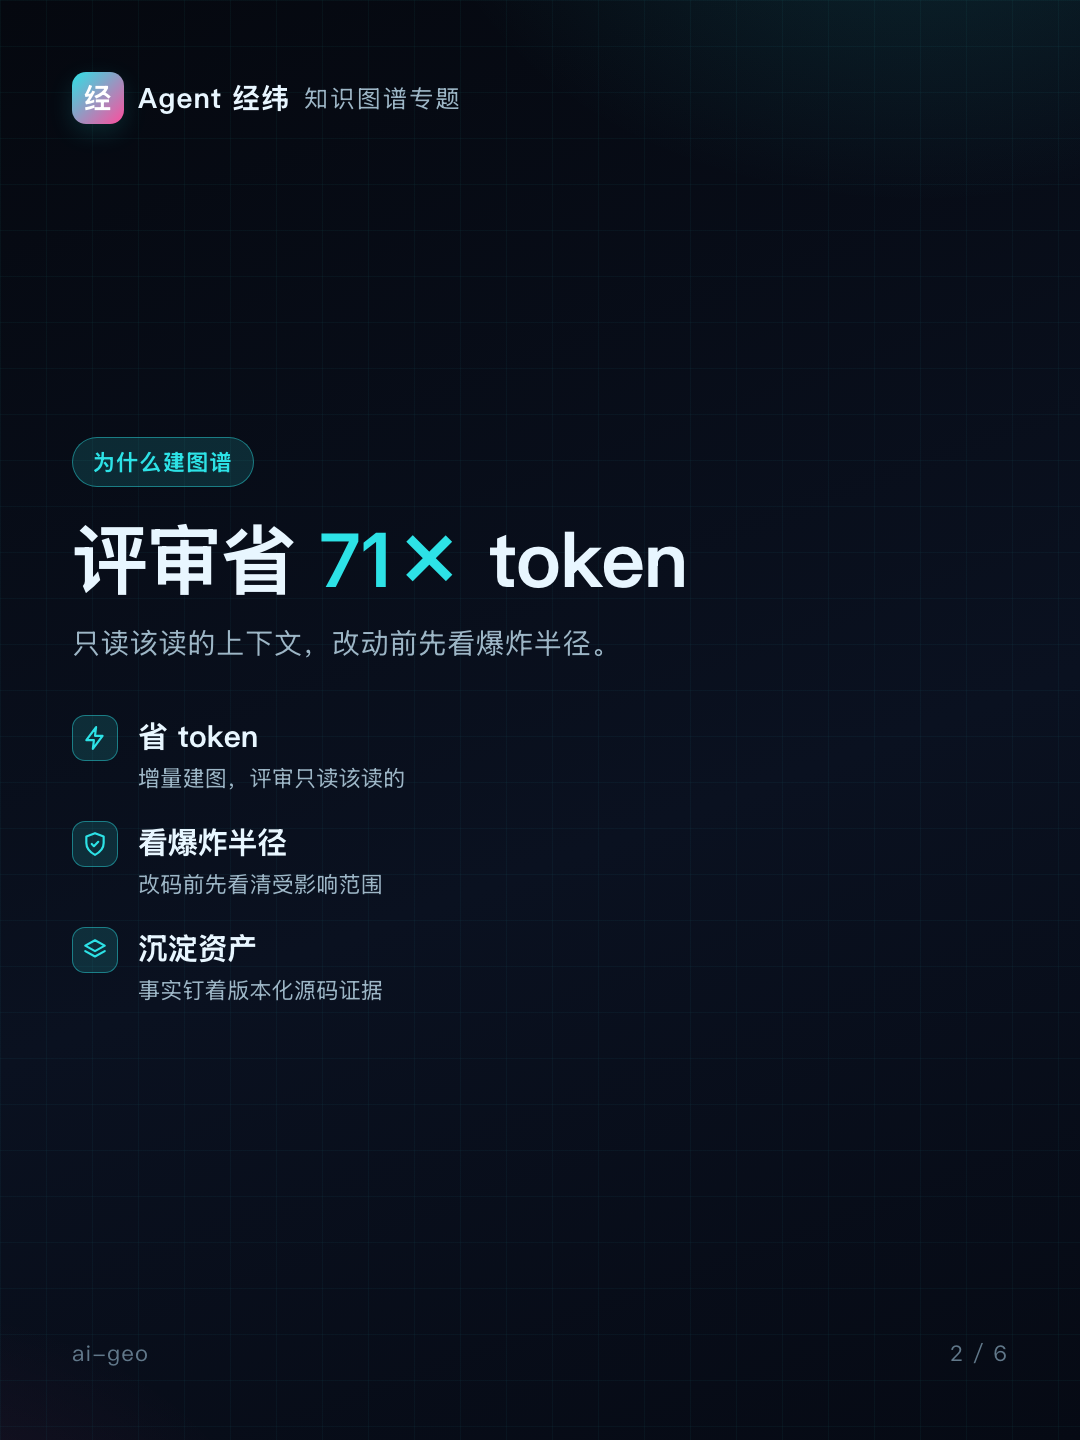 经 Agent 经纬 知识图谱专题
为什么建图谱
评审省 71× token
只读该读的上下文，改动前先看爆炸半径。
省 token
增量建图，评审只读该读的
看爆炸半径
改码前先看清受影响范围
沉淀资产
事实钉着版本化源码证据
ai-geo
2 / 6